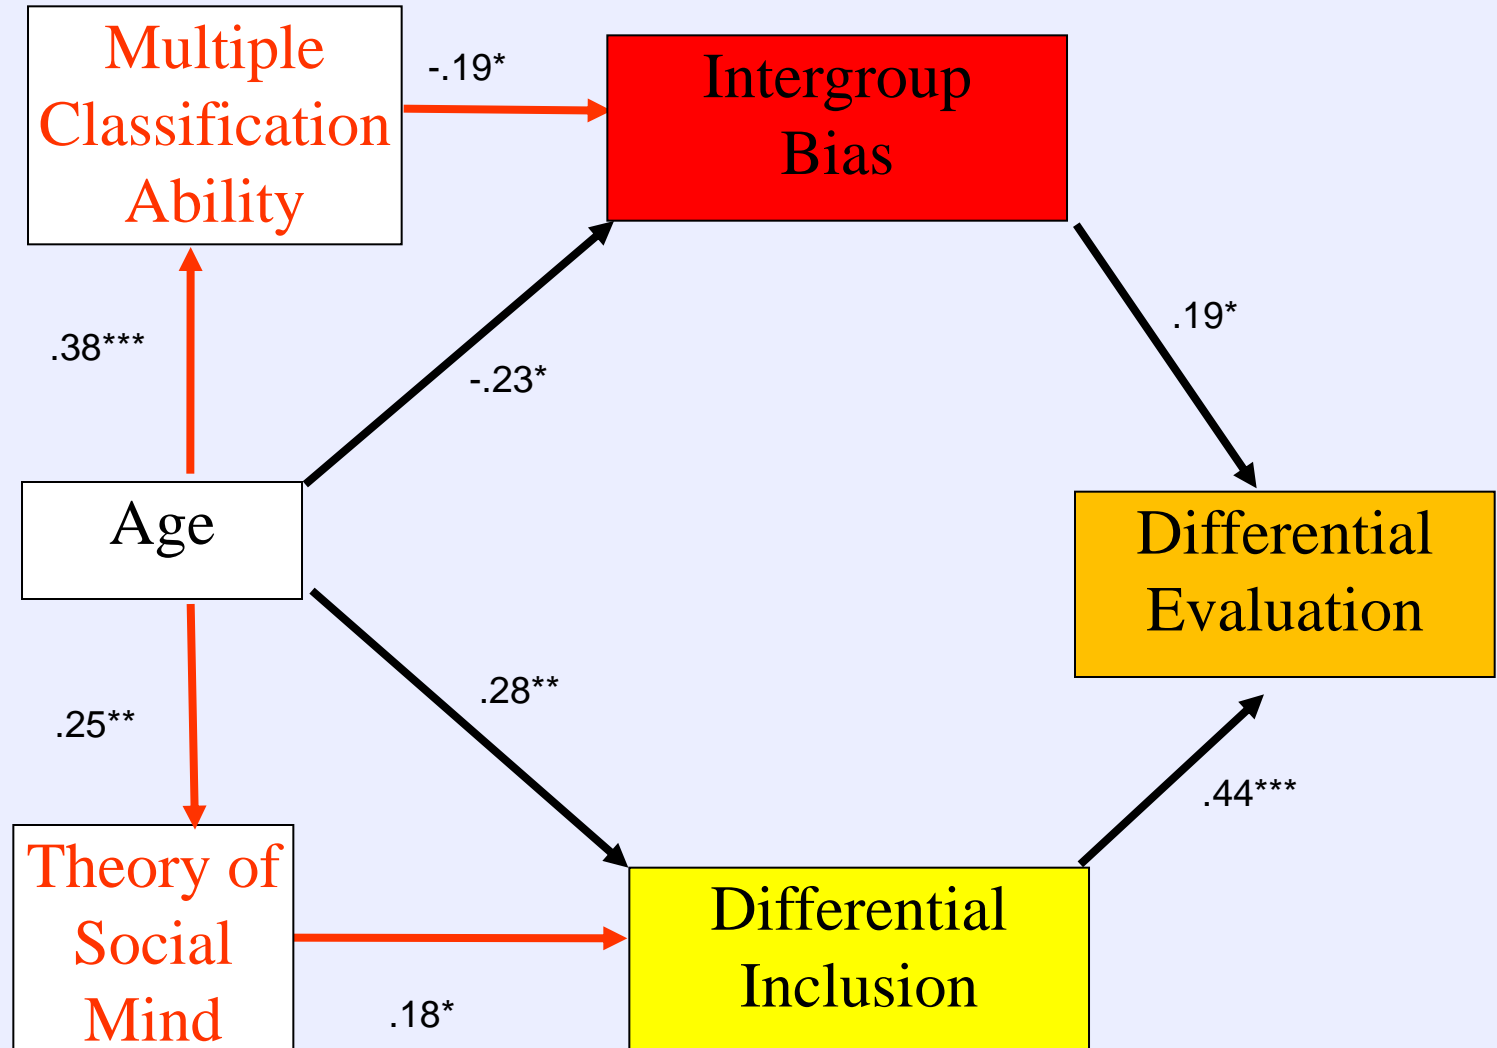 Multiple
Classification
Ability
-.19*
Intergroup
Bias
.38***
-.23*
.19*
Age
Differential
Evaluation
.25**
.28**
.44***
Theory of
Social
Mind
.18*
Differential
Inclusion